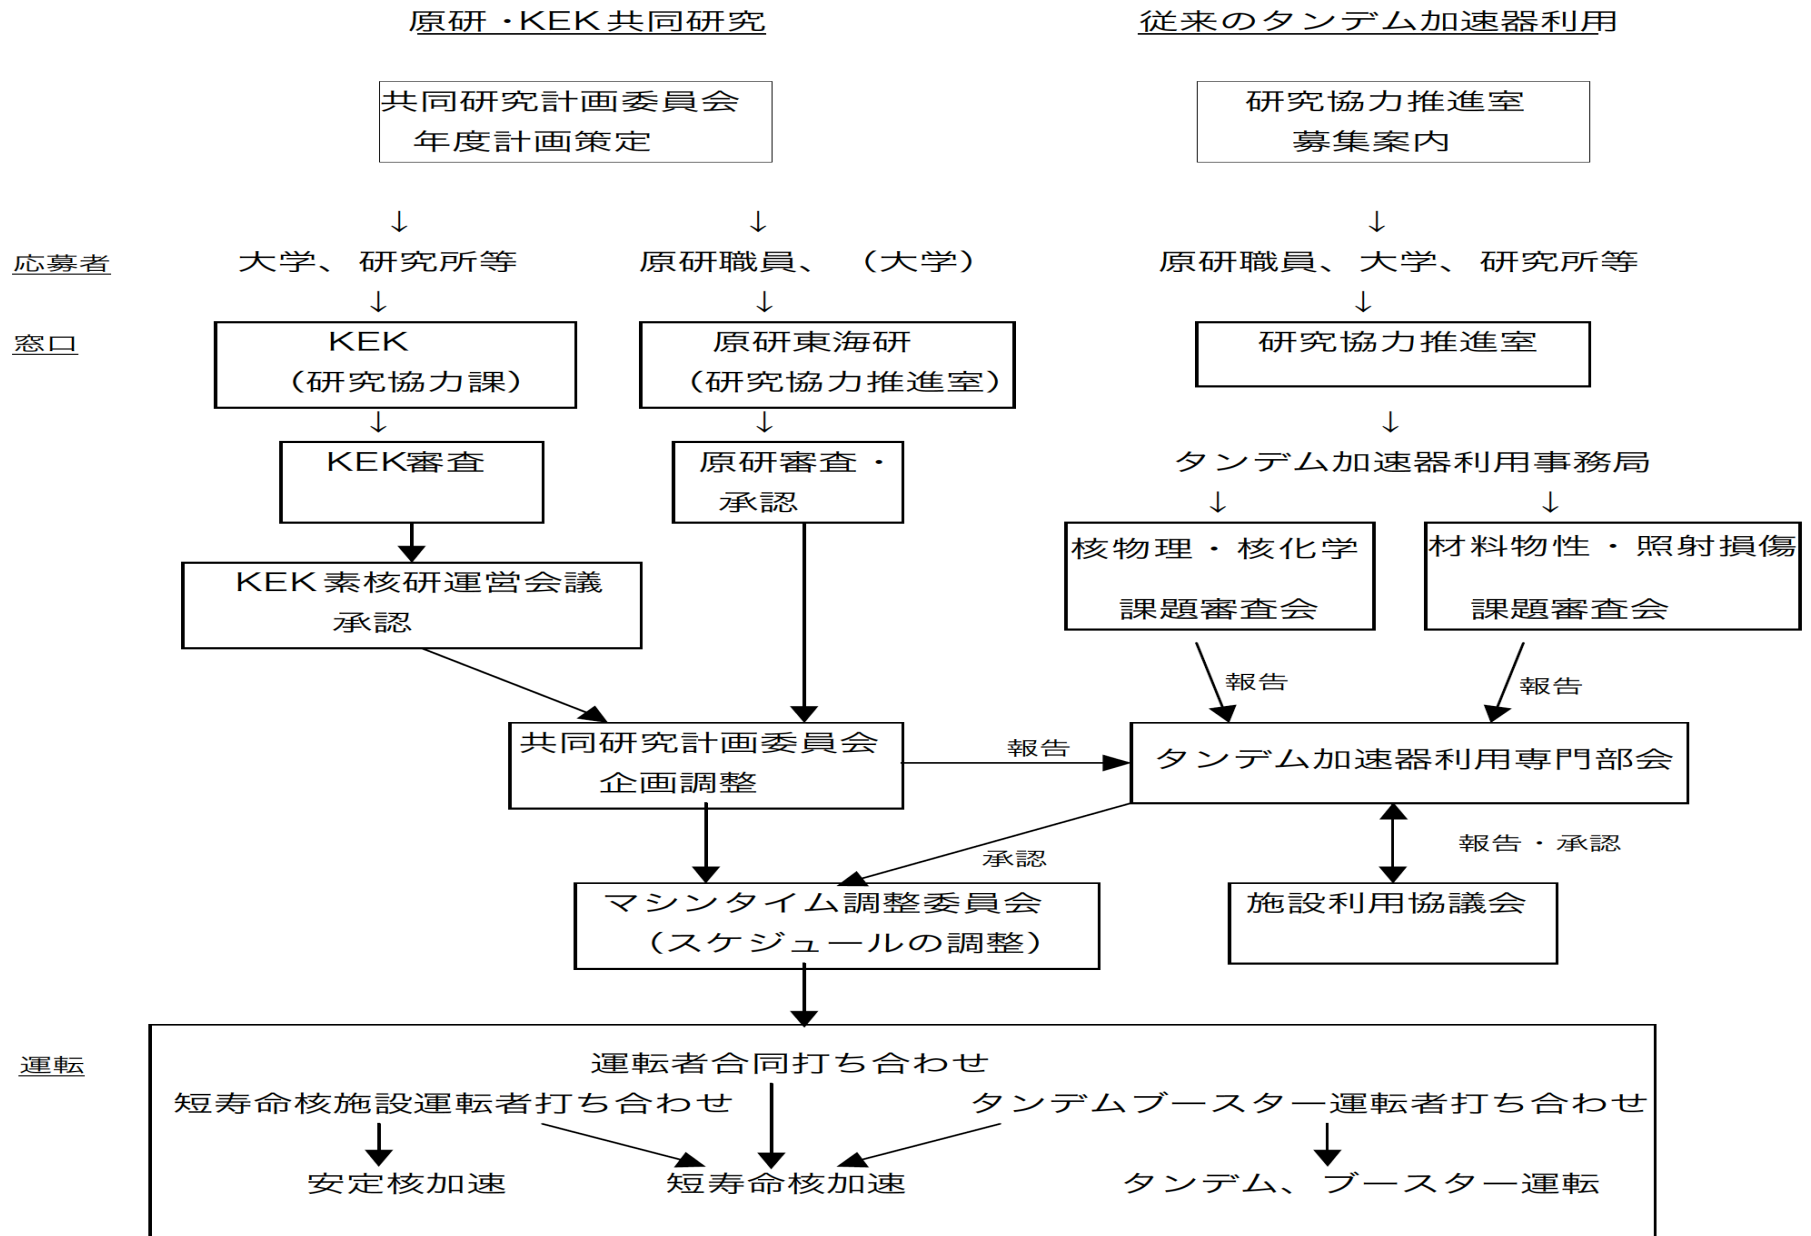 原研・KEK共同研究
従来のタンデム加速器利用
共同研究計画委員会
年度計画策定
研究協力推進室
募集案内
↓
↓
↓
応募者
大学、研究所等
原研職員、（大学）
原研職員、大学、研究所等
↓
↓
↓
窓口
KEK
（研究協力課）
原研東海研
（研究協力推進室）
研究協力推進室
↓
↓
↓
KEK審査
原研審査・
承認
タンデム加速器利用事務局
↓
↓
KEK素核研運営会議
承認
核物理・核化学
課題審査会
材料物性・照射損傷
課題審査会
報告
報告
共同研究計画委員会
企画調整
報告
タンデム加速器利用専門部会
承認
報告・承認
マシンタイム調整委員会
（スケジュールの調整）
施設利用協議会
運転
運転者合同打ち合わせ
短寿命核施設運転者打ち合わせ
タンデムブースター運転者打ち合わせ
安定核加速
短寿命核加速
タンデム、ブースター運転